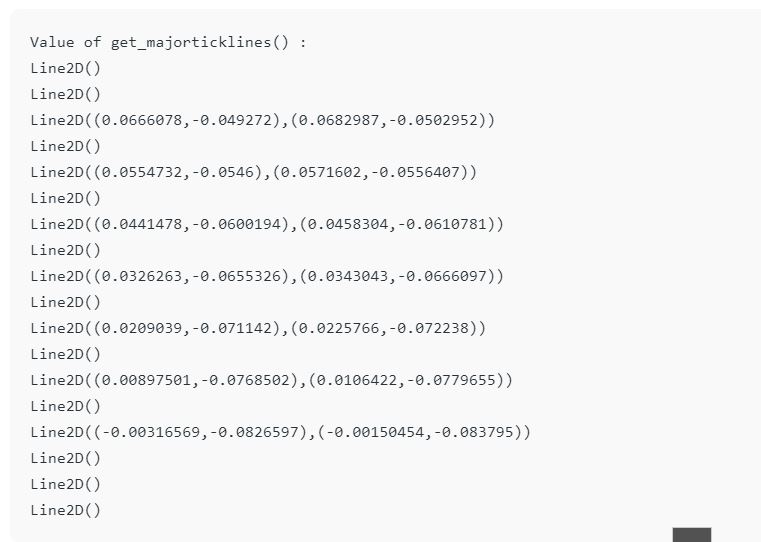 Value of get_majorticklines() :
Line2D()
Line2D()
Line2D((0.0666078,-0.049272),(0.0682987,-0.0502952))
Line2D()
Line2D((0.0554732,-0.0546),(0.0571602,-0.0556407))
Line2D()
Line2D((0.0441478,-0.0600194),(0.0458304,-0.0610781))
Line2D()
Line2D((0.0326263,-0.0655326),(0.0343043,-0.0666097))
Line2D()
Line2D((0.0209039,-0.071142),(0.0225766,-0.072238))
Line2D()
Line2D((0.00897501,-0.0768502),(0.0106422,-0.0779655))
Line2D()
Line2D((-0.00316569,-0.0826597),(-0.00150454,-0.083795))
Line2D()
Line2D()
Line2D()